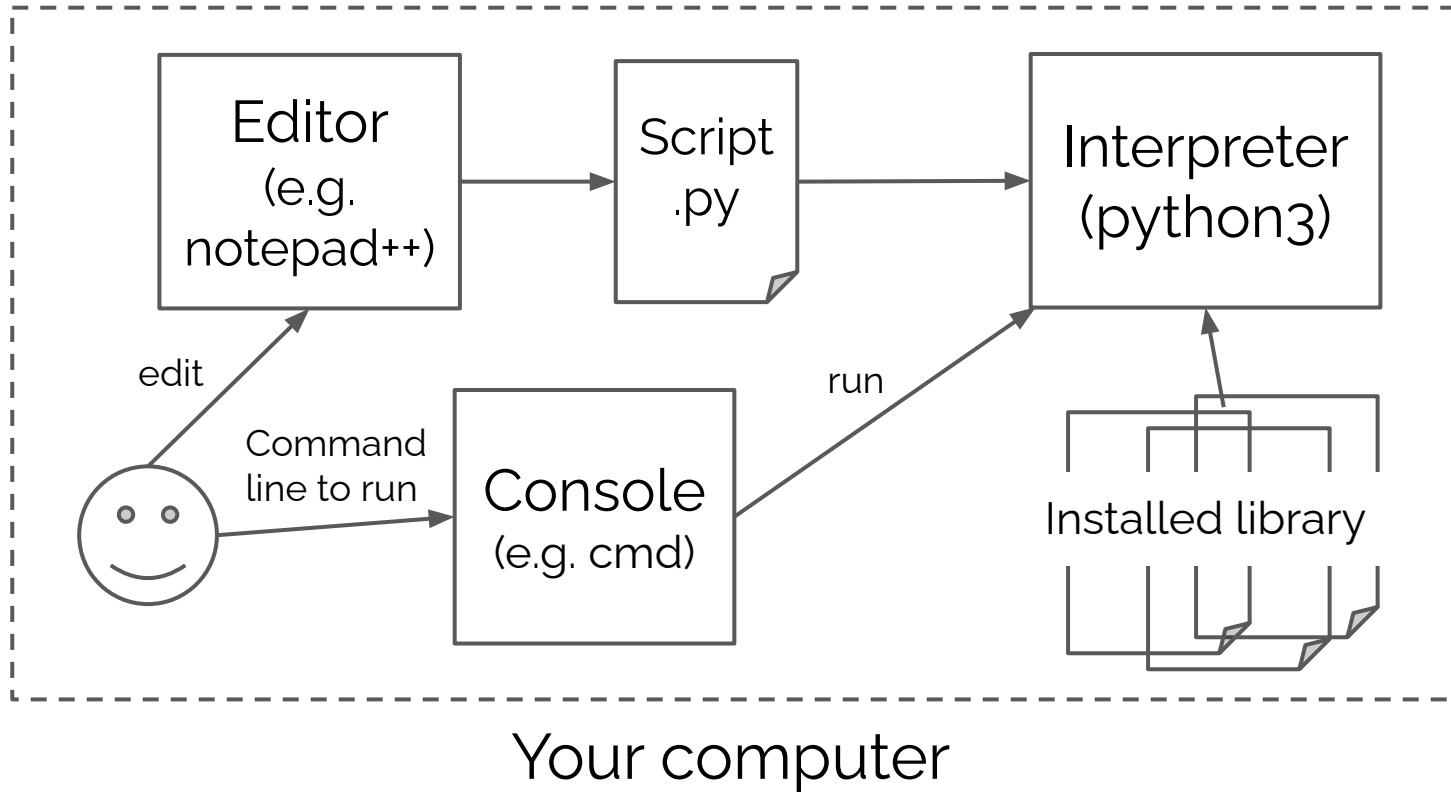 Editor
(e.g.
notepad++)
Script
.py
Interpreter
(python3)
edit
run
Command
line to run
Console
(e.g. cmd)
Installed library
Your computer